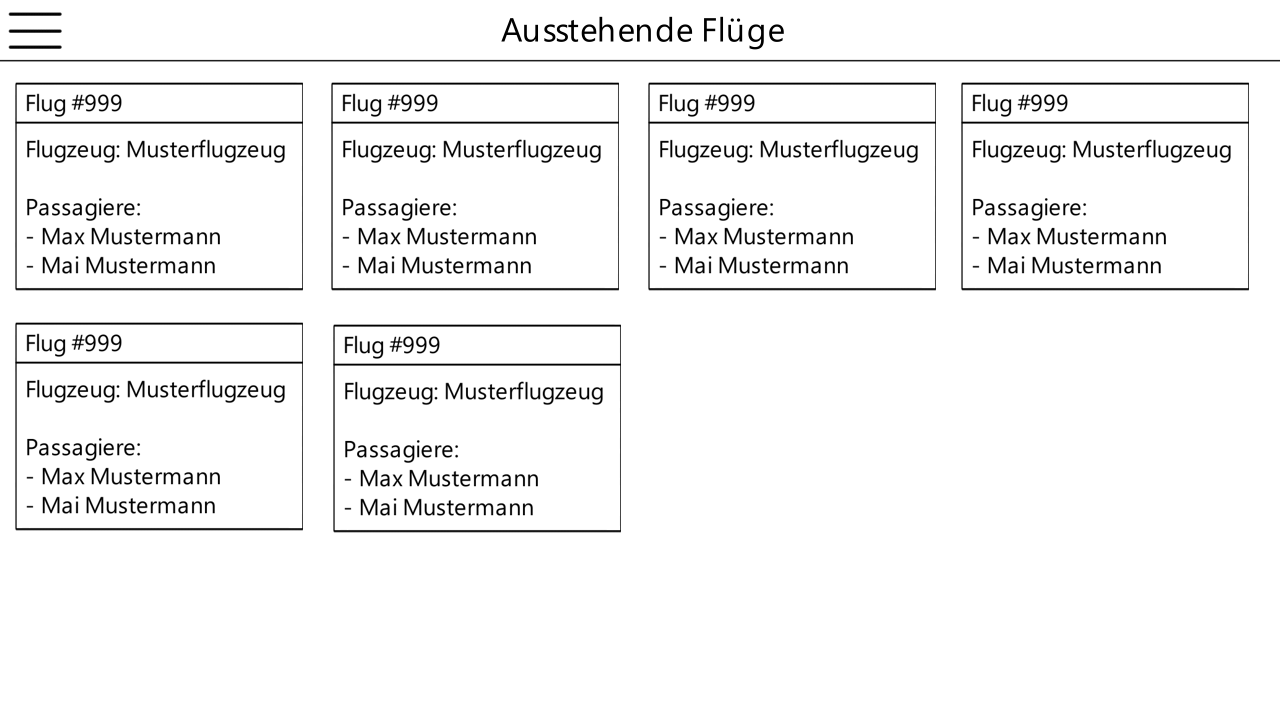 Ausstehende Flüge
Flug #999
Flugzeug: Musterflugzeug
Passagiere:
- Max Mustermann
- Mai Mustermann
Flug #999
Flugzeug: Musterflugzeug
Passagiere:
- Max Mustermann
- Mai Mustermann
Flug #999
Flugzeug: Musterflugzeug
Passagiere:
- Max Mustermann
- Mai Mustermann
Flug #999
Flugzeug: Musterflugzeug
Passagiere:
- Max Mustermann
- Mai Mustermann
Flug #999
Flugzeug: Musterflugzeug
Passagiere:
- Max Mustermann
- Mai Mustermann
Flug #999
Flugzeug: Musterflugzeug
Passagiere:
- Max Mustermann
- Mai Mustermann